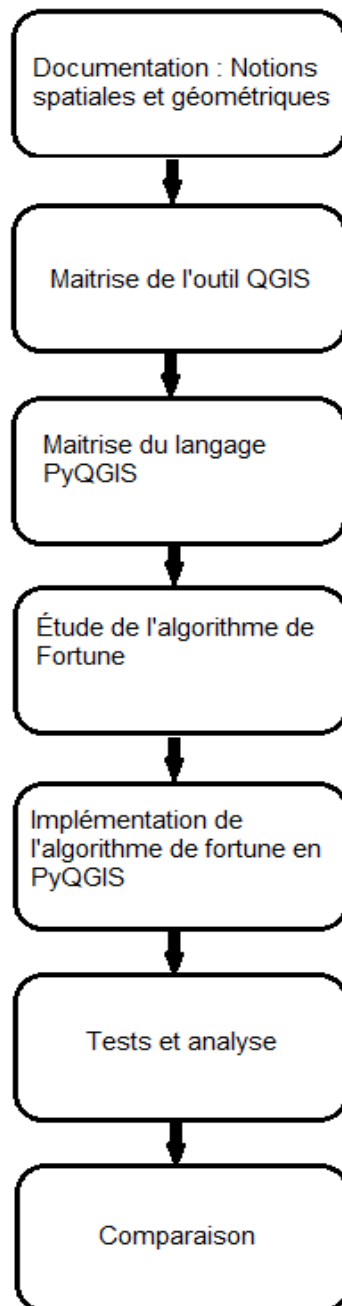 Documentation : Notions
spatiales et géométriques
Maitrise de l'outil QGIS
Maitrise du langage
PyQGIS
Étude de l'algorithme de
Fortune
Implémentation de
l'algorithme de fortune en
PyQGIS
Tests et analyse
Comparaison